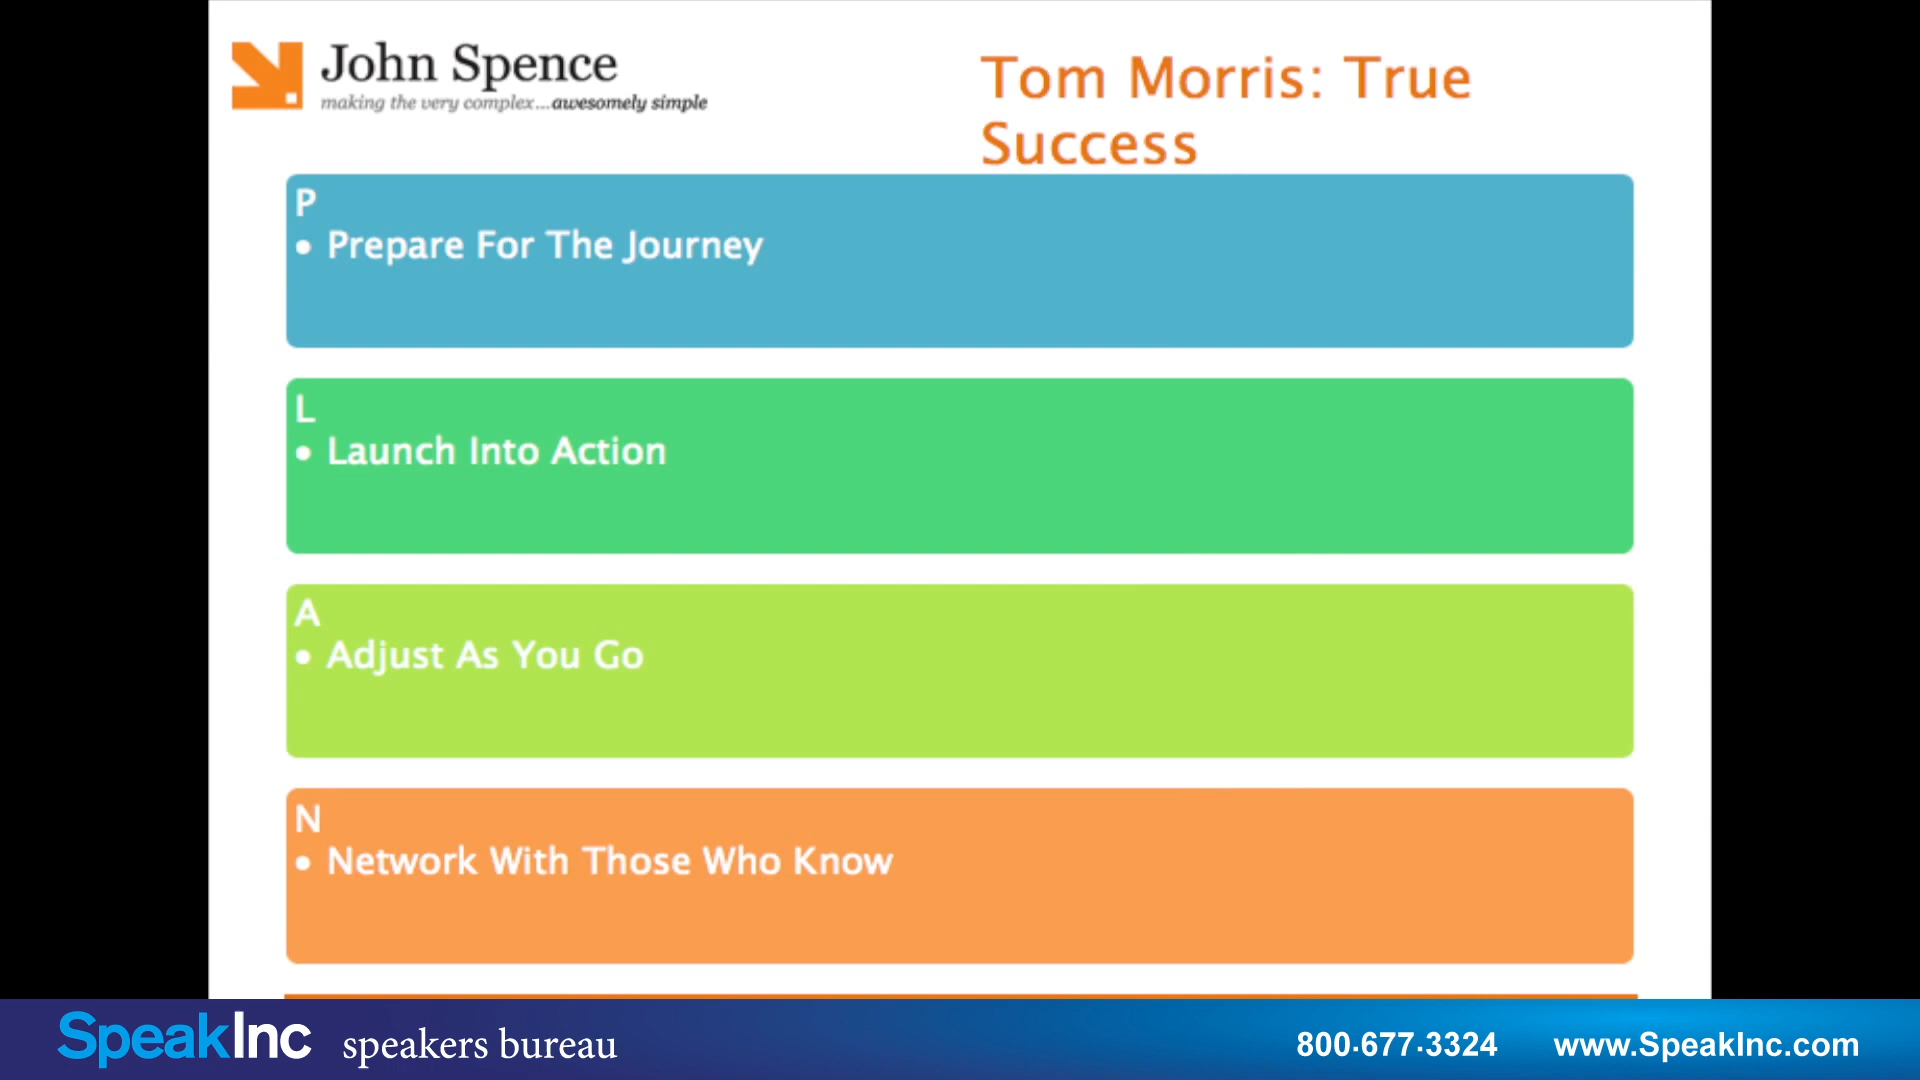 John Spence
making the very complex...awesomely simple
Tom Morris: True
Success
P
• Prepare For The Journey
L
• Launch Into Action
A
• Adjust As You Go
N
• Network With Those Who Know
SpeakInc speakers bureau
800·677·3324 www.SpeakInc.com